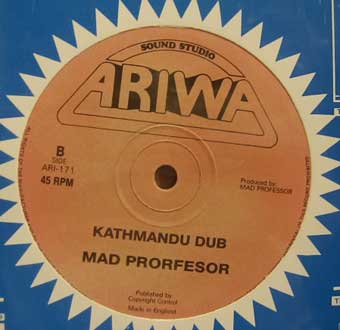 SOUND STUDIO
ARIWA
B
SIDE
ARI-171
45 RPM
Produced by:
MAD PROFESSOR
KATHMANDU DUB
MAD PRORFESOR
Published by
Copyright Control
Made in England